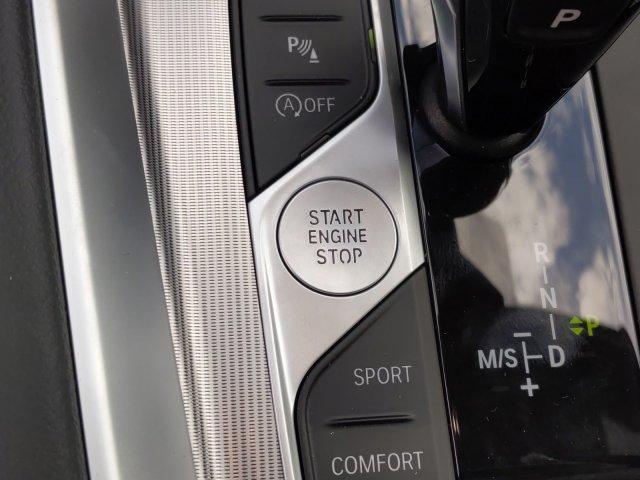 P
P
A OFF
START
ENGINE
STOP
R
N
P
M/S D
+
SPORT
COMFORT